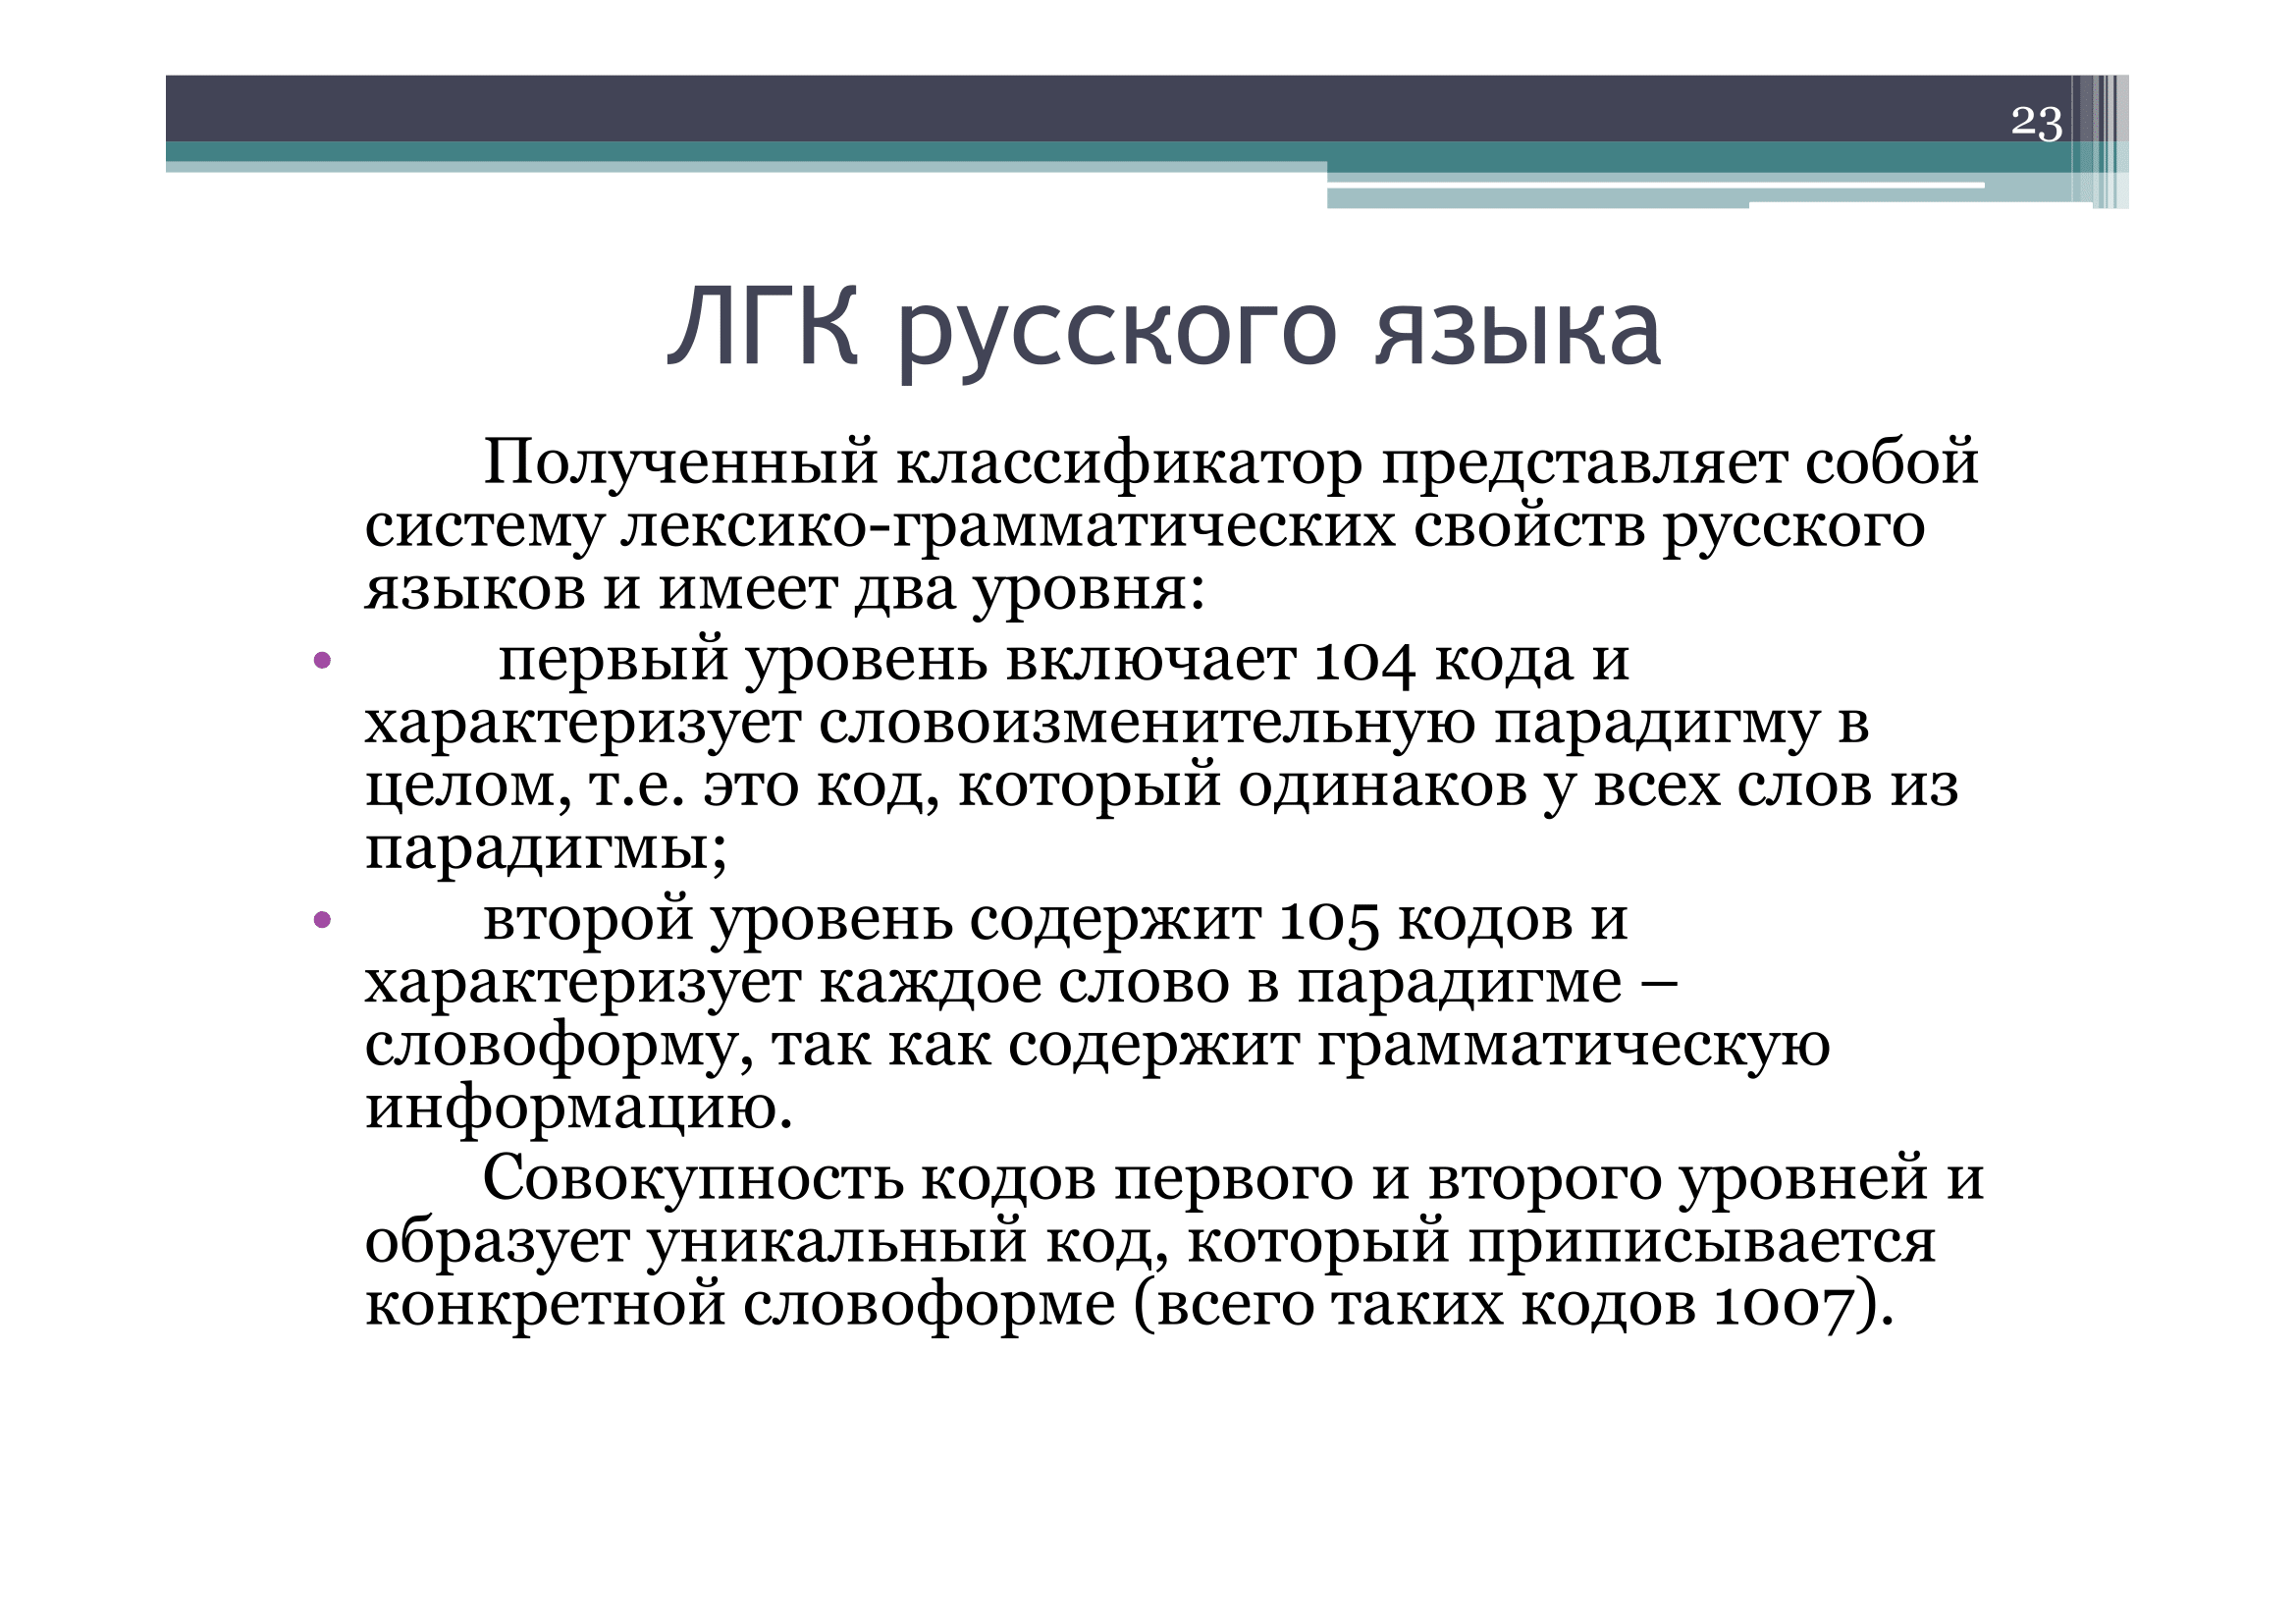 23
ЛГК русского языка
Полученный классификатор представляет собой
систему лексико-грамматических свойств русского
языков и имеет два уровня:
• первый уровень включает 104 кода и
характеризует словоизменительную парадигму в
целом, т.е. это код, который одинаков у всех слов из
парадигмы;
• второй уровень содержит 105 кодов и
характеризует каждое слово в парадигме –
словоформу, так как содержит грамматическую
информацию.
Совокупность кодов первого и второго уровней и
образует уникальный код, который приписывается
конкретной словоформе (всего таких кодов 1007).